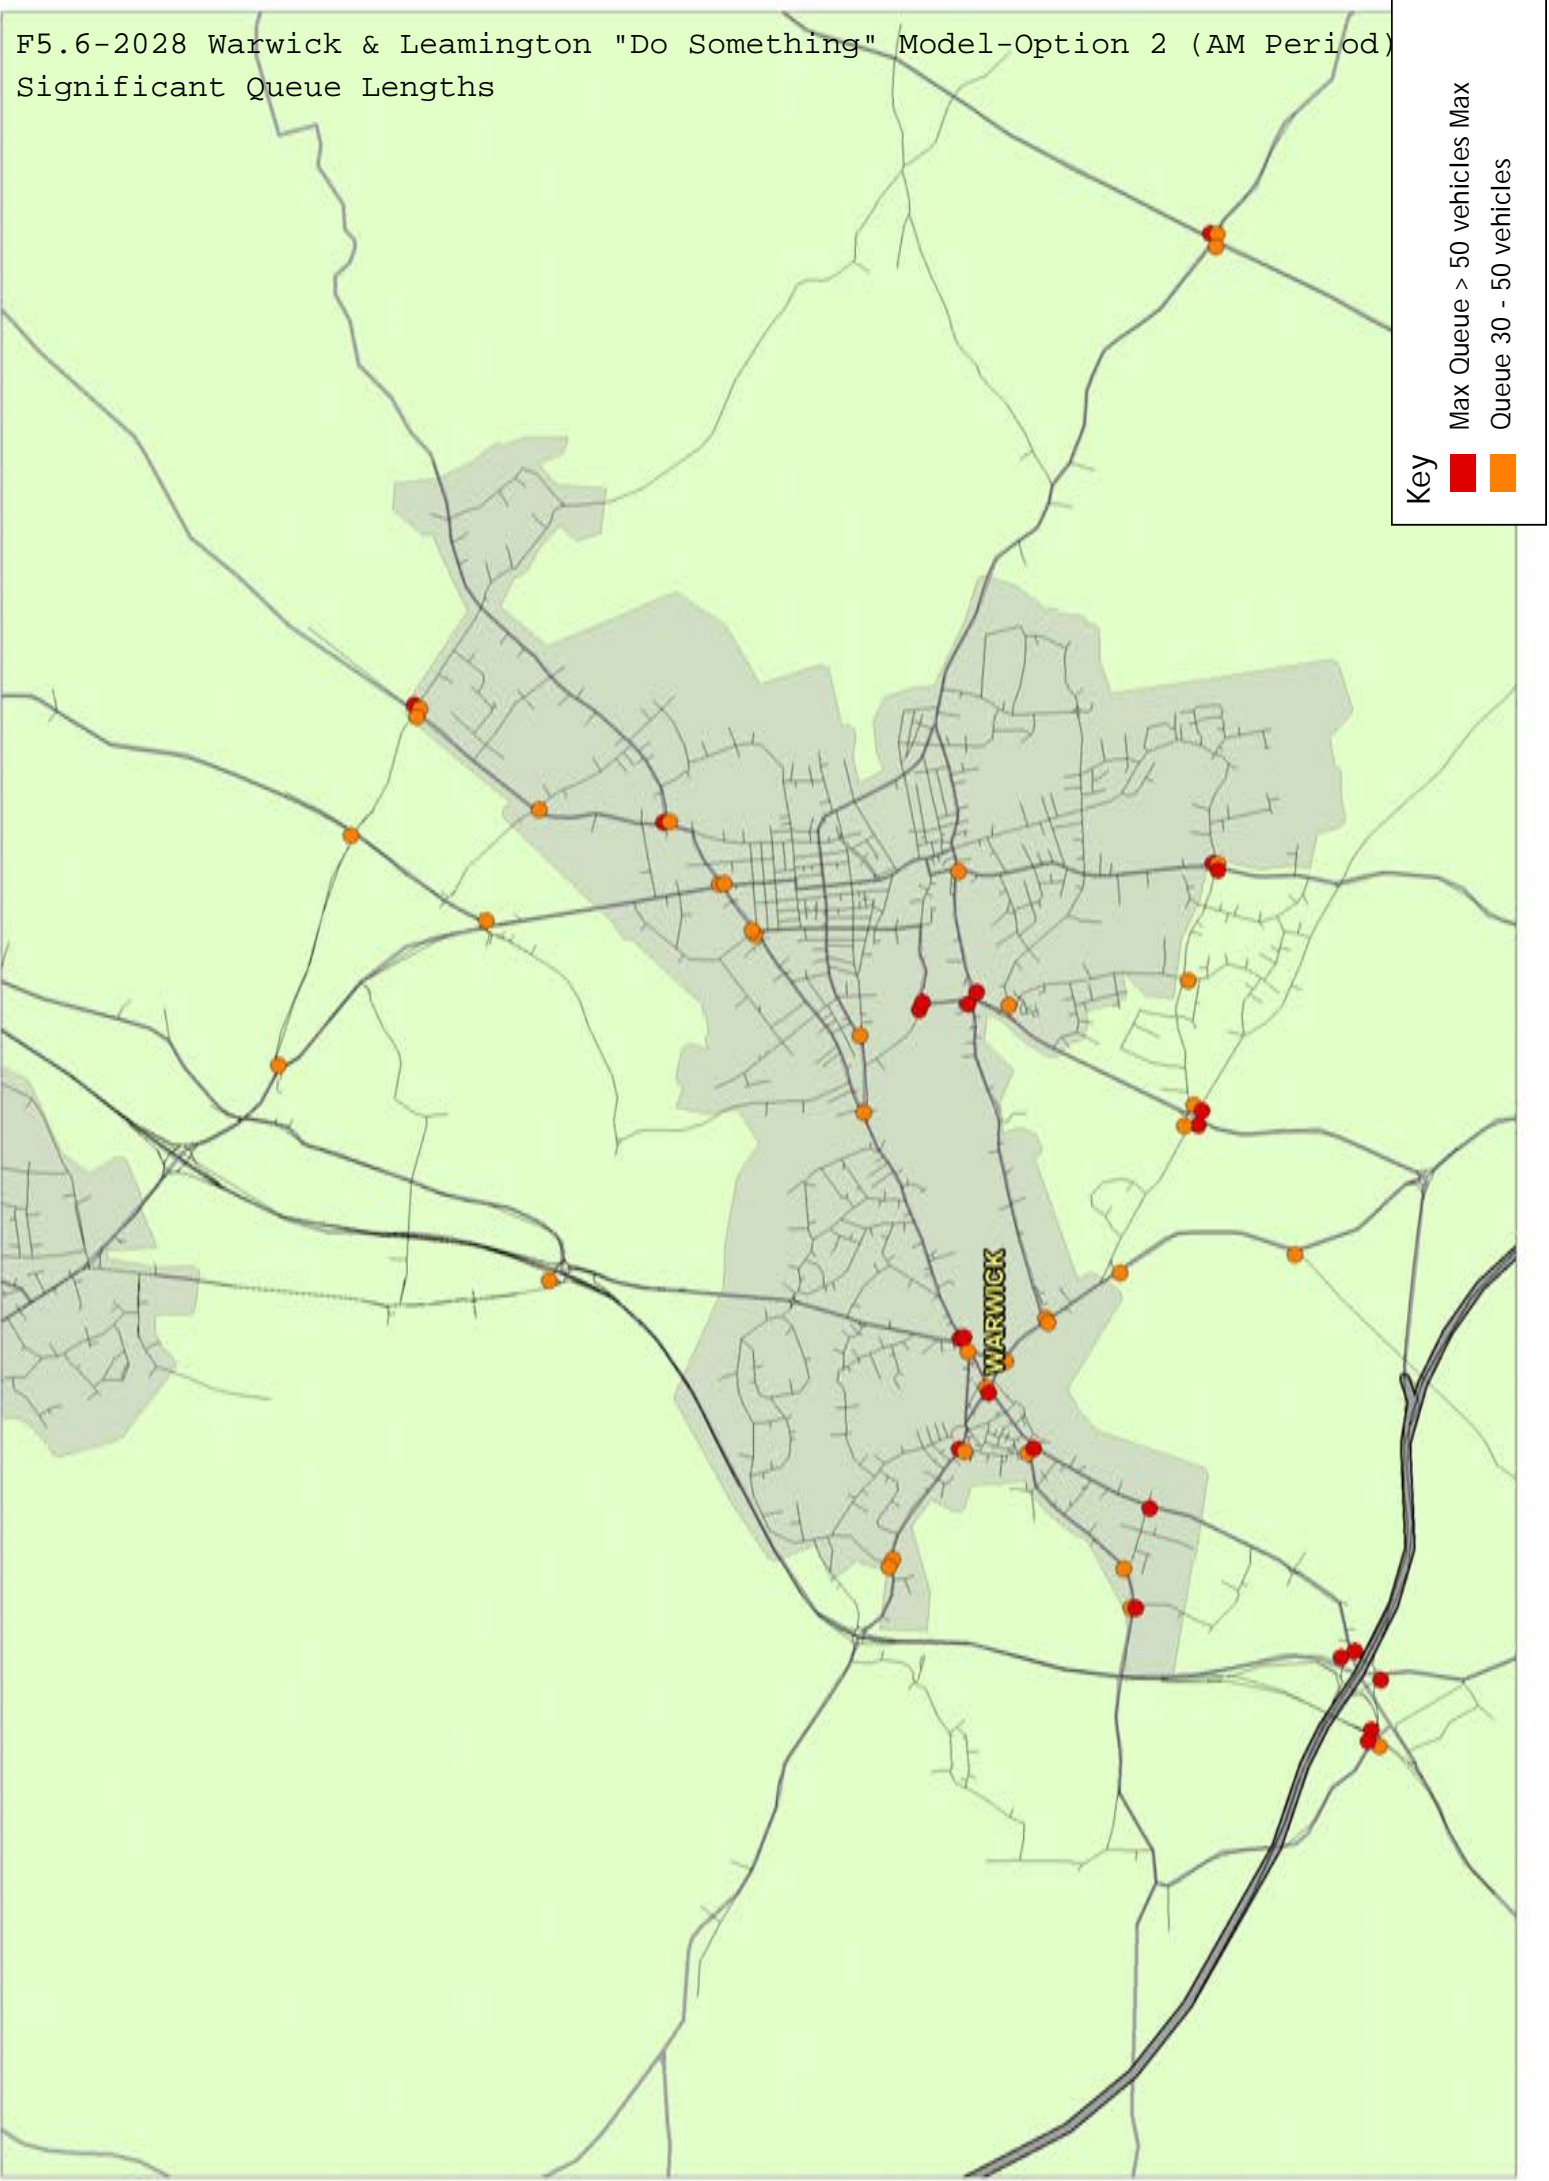 F5.6-2028 Warwick & Leamington "Do Something" Model-Option 2 (AM Period)
Significant Queue Lengths
Key
Max Queue > 50 vehicles Max
Queue 30 - 50 vehicles
WARWICK